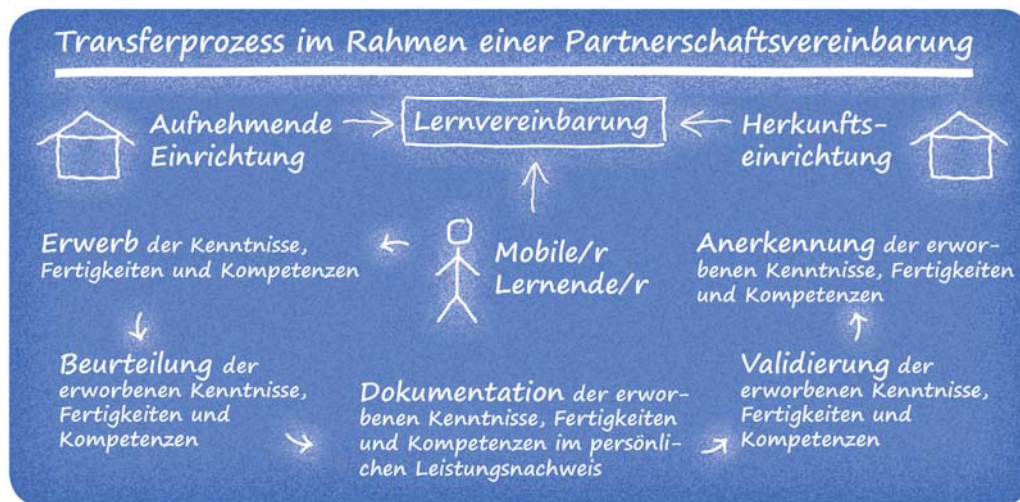 Transferprozess im Rahmen einer Partnerschaftsvereinbarung
Aufnehmende
Einrichtung
Lernvereinbarung
Herkunfts-
einrichtung
Mobile/r
Lernende/r
Erwerb der Kenntnisse,
Fertigkeiten und Kompetenzen
Beurteilung der
erworbenen Kenntnisse,
Fertigkeiten und
Kompetenzen
Dokumentation der erwor-
benen Kenntnisse, Fertigkeiten
und Kompetenzen im persönli-
chen Leistungsnachweis
Validierung der
erworbenen Kenntnisse,
Fertigkeiten und
Kompetenzen
Anerkennung der erwor-
benen Kenntnisse, Fertigkeiten
und Kompetenzen